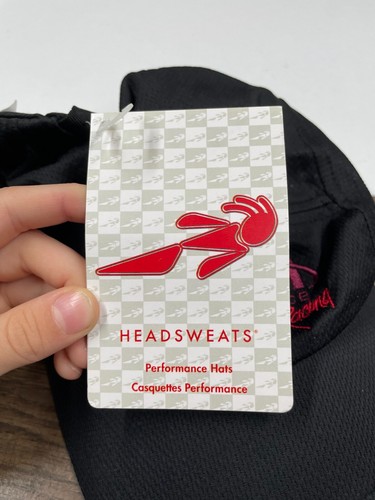 HEADSWEATS®
Performance Hats
Casquettes Performance
Racing